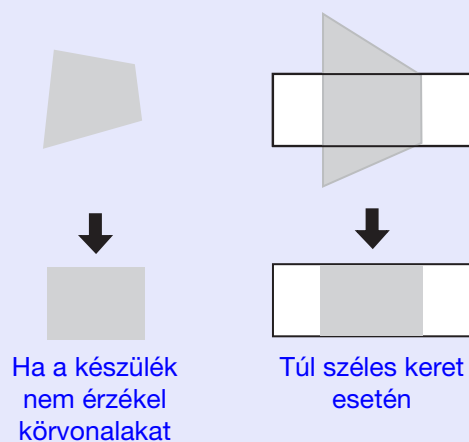 Ha a készülék
nem érzékel
körvonalakat
Túl széles keret
esetén